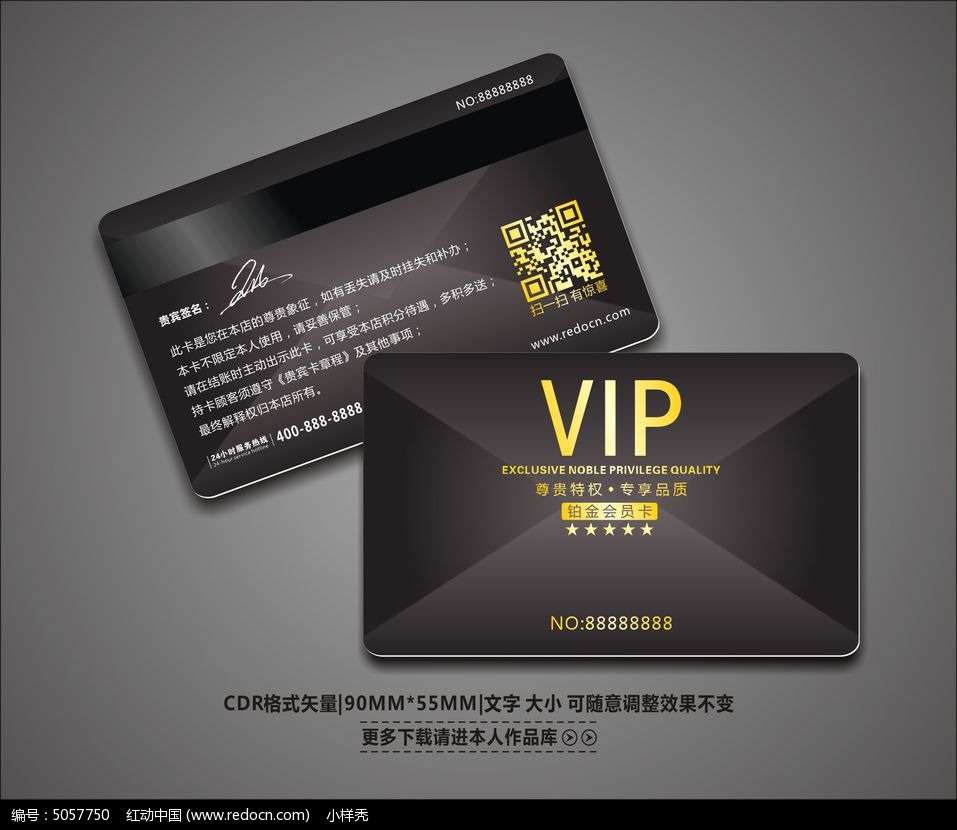 NO:88888888
贵宾签名：
此卡是您在本店的尊贵象征，如有丢失请及时挂失和补办；
本卡不限定本人使用，请妥善保管；
请在结账时主动出示此卡，可享受本店积分待遇，多积多送；
持卡顾客须遵守《贵宾卡章程》及其他事项；
最终解释权归本店所有。
24小时服务热线
24-hour service hotline
400-888-8888
扫一扫 有惊喜
www.redocn.com
VIP
EXCLUSIVE NOBLE PRIVILEGE QUALITY
尊贵特权·专享品质
铂金会员卡
★★★★★
NO:88888888
CDR格式矢量|90MM*55MM|文字 大小 可随意调整效果不变
更多下载请进本人作品库
编号：5057750 红动中国 (www.redocn.com) 小样秃